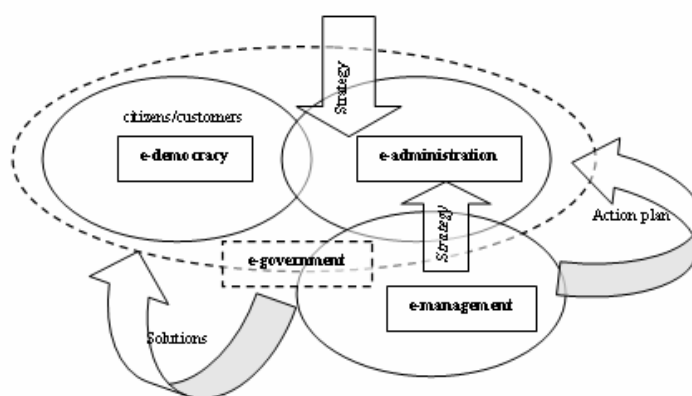 Strategy
citizens/customers
e-democracy
e-administration
Action plan
Strategy
e-government
e-management
Solutions